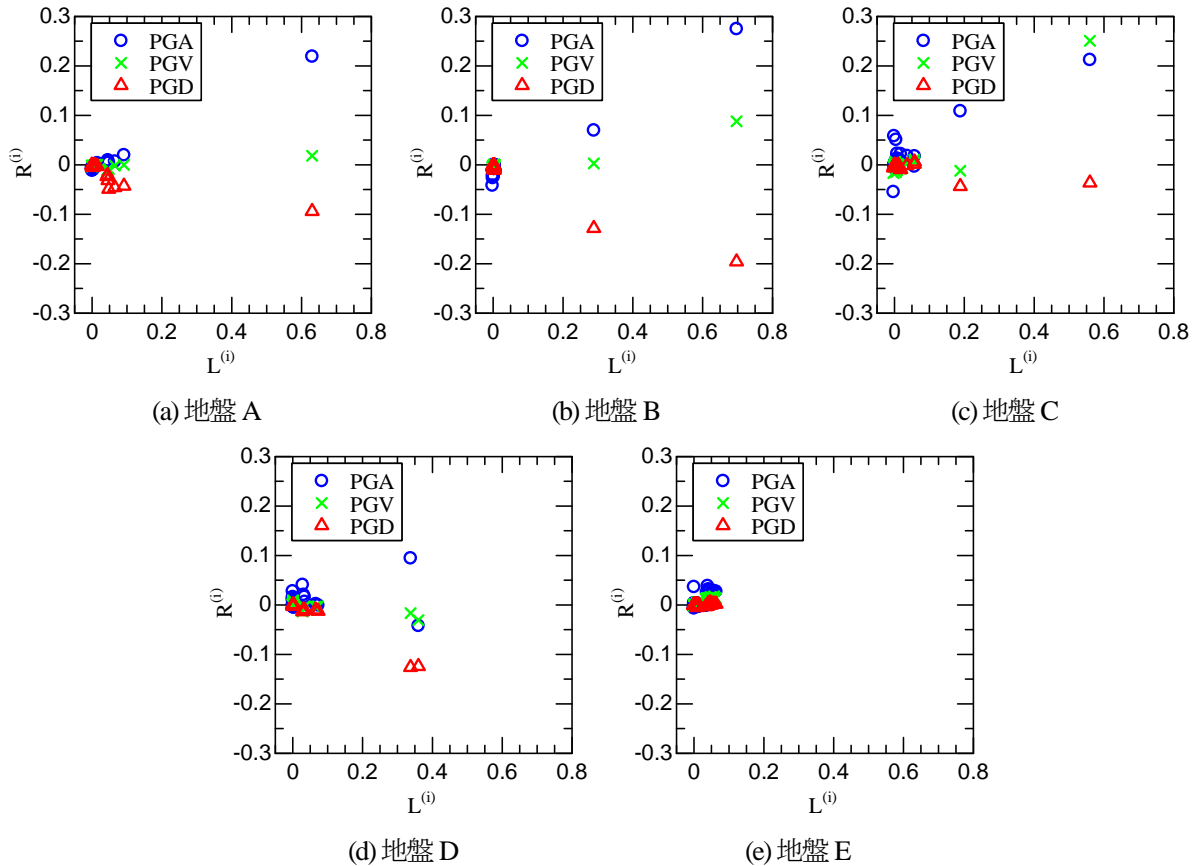 0.3
0.2
0.1
0
-0.1
-0.2
-0.3
R(i)
PGA
PGV
PGD
0 0.2 0.4 0.6 0.8
L(i)
(a) 地盤 A
0.3
0.2
0.1
0
-0.1
-0.2
-0.3
R(i)
PGA
PGV
PGD
0 0.2 0.4 0.6 0.8
L(i)
(b) 地盤 B
0.3
0.2
0.1
0
-0.1
-0.2
-0.3
R(i)
PGA
PGV
PGD
0 0.2 0.4 0.6 0.8
L(i)
(c) 地盤 C
0.3
0.2
0.1
0
-0.1
-0.2
-0.3
R(i)
PGA
PGV
PGD
0 0.2 0.4 0.6 0.8
L(i)
(d) 地盤 D
0.3
0.2
0.1
0
-0.1
-0.2
-0.3
R(i)
PGA
PGV
PGD
0 0.2 0.4 0.6 0.8
L(i)
(e) 地盤 E